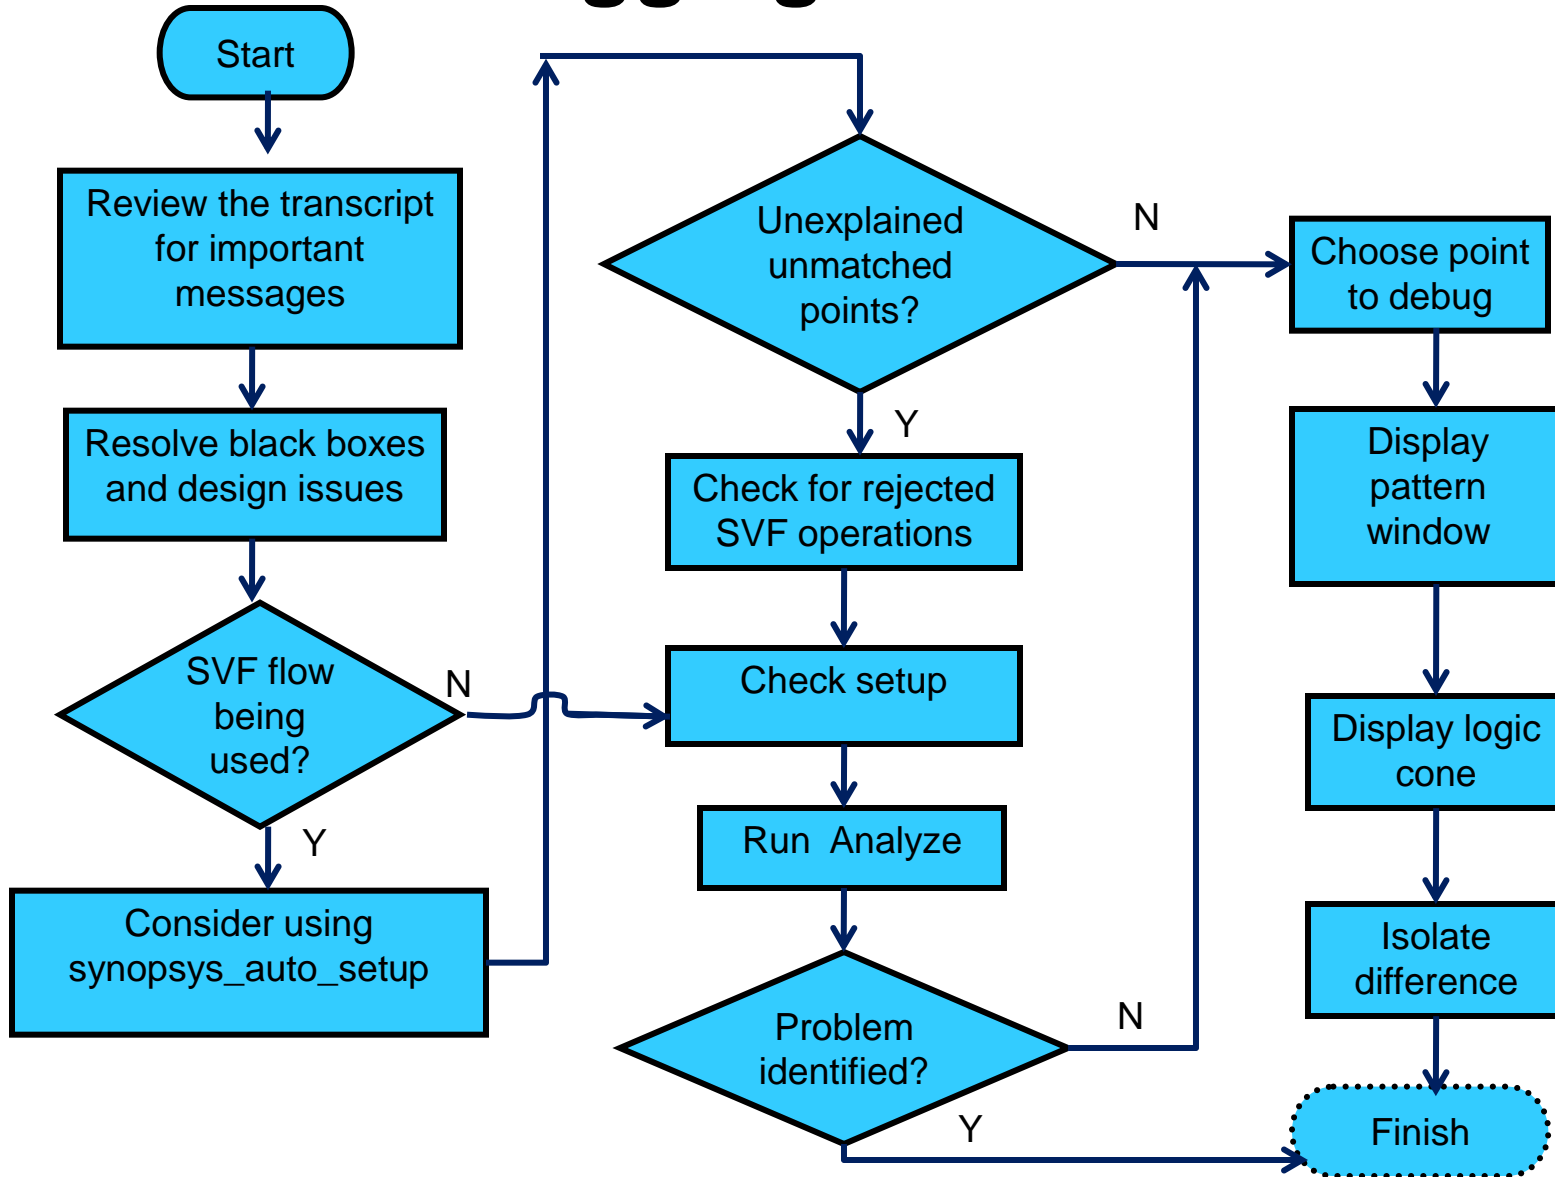 Start
Review the transcript
for important
messages
Resolve black boxes
and design issues
SVF flow
being
used?
N
Y
Consider using
synopsys_auto_setup
Unexplained
unmatched
points?
N
Y
Check for rejected
SVF operations
Check setup
Run Analyze
Problem
identified?
N
Y
Choose point
to debug
Display
pattern
window
Display logic
cone
Isolate
difference
Finish